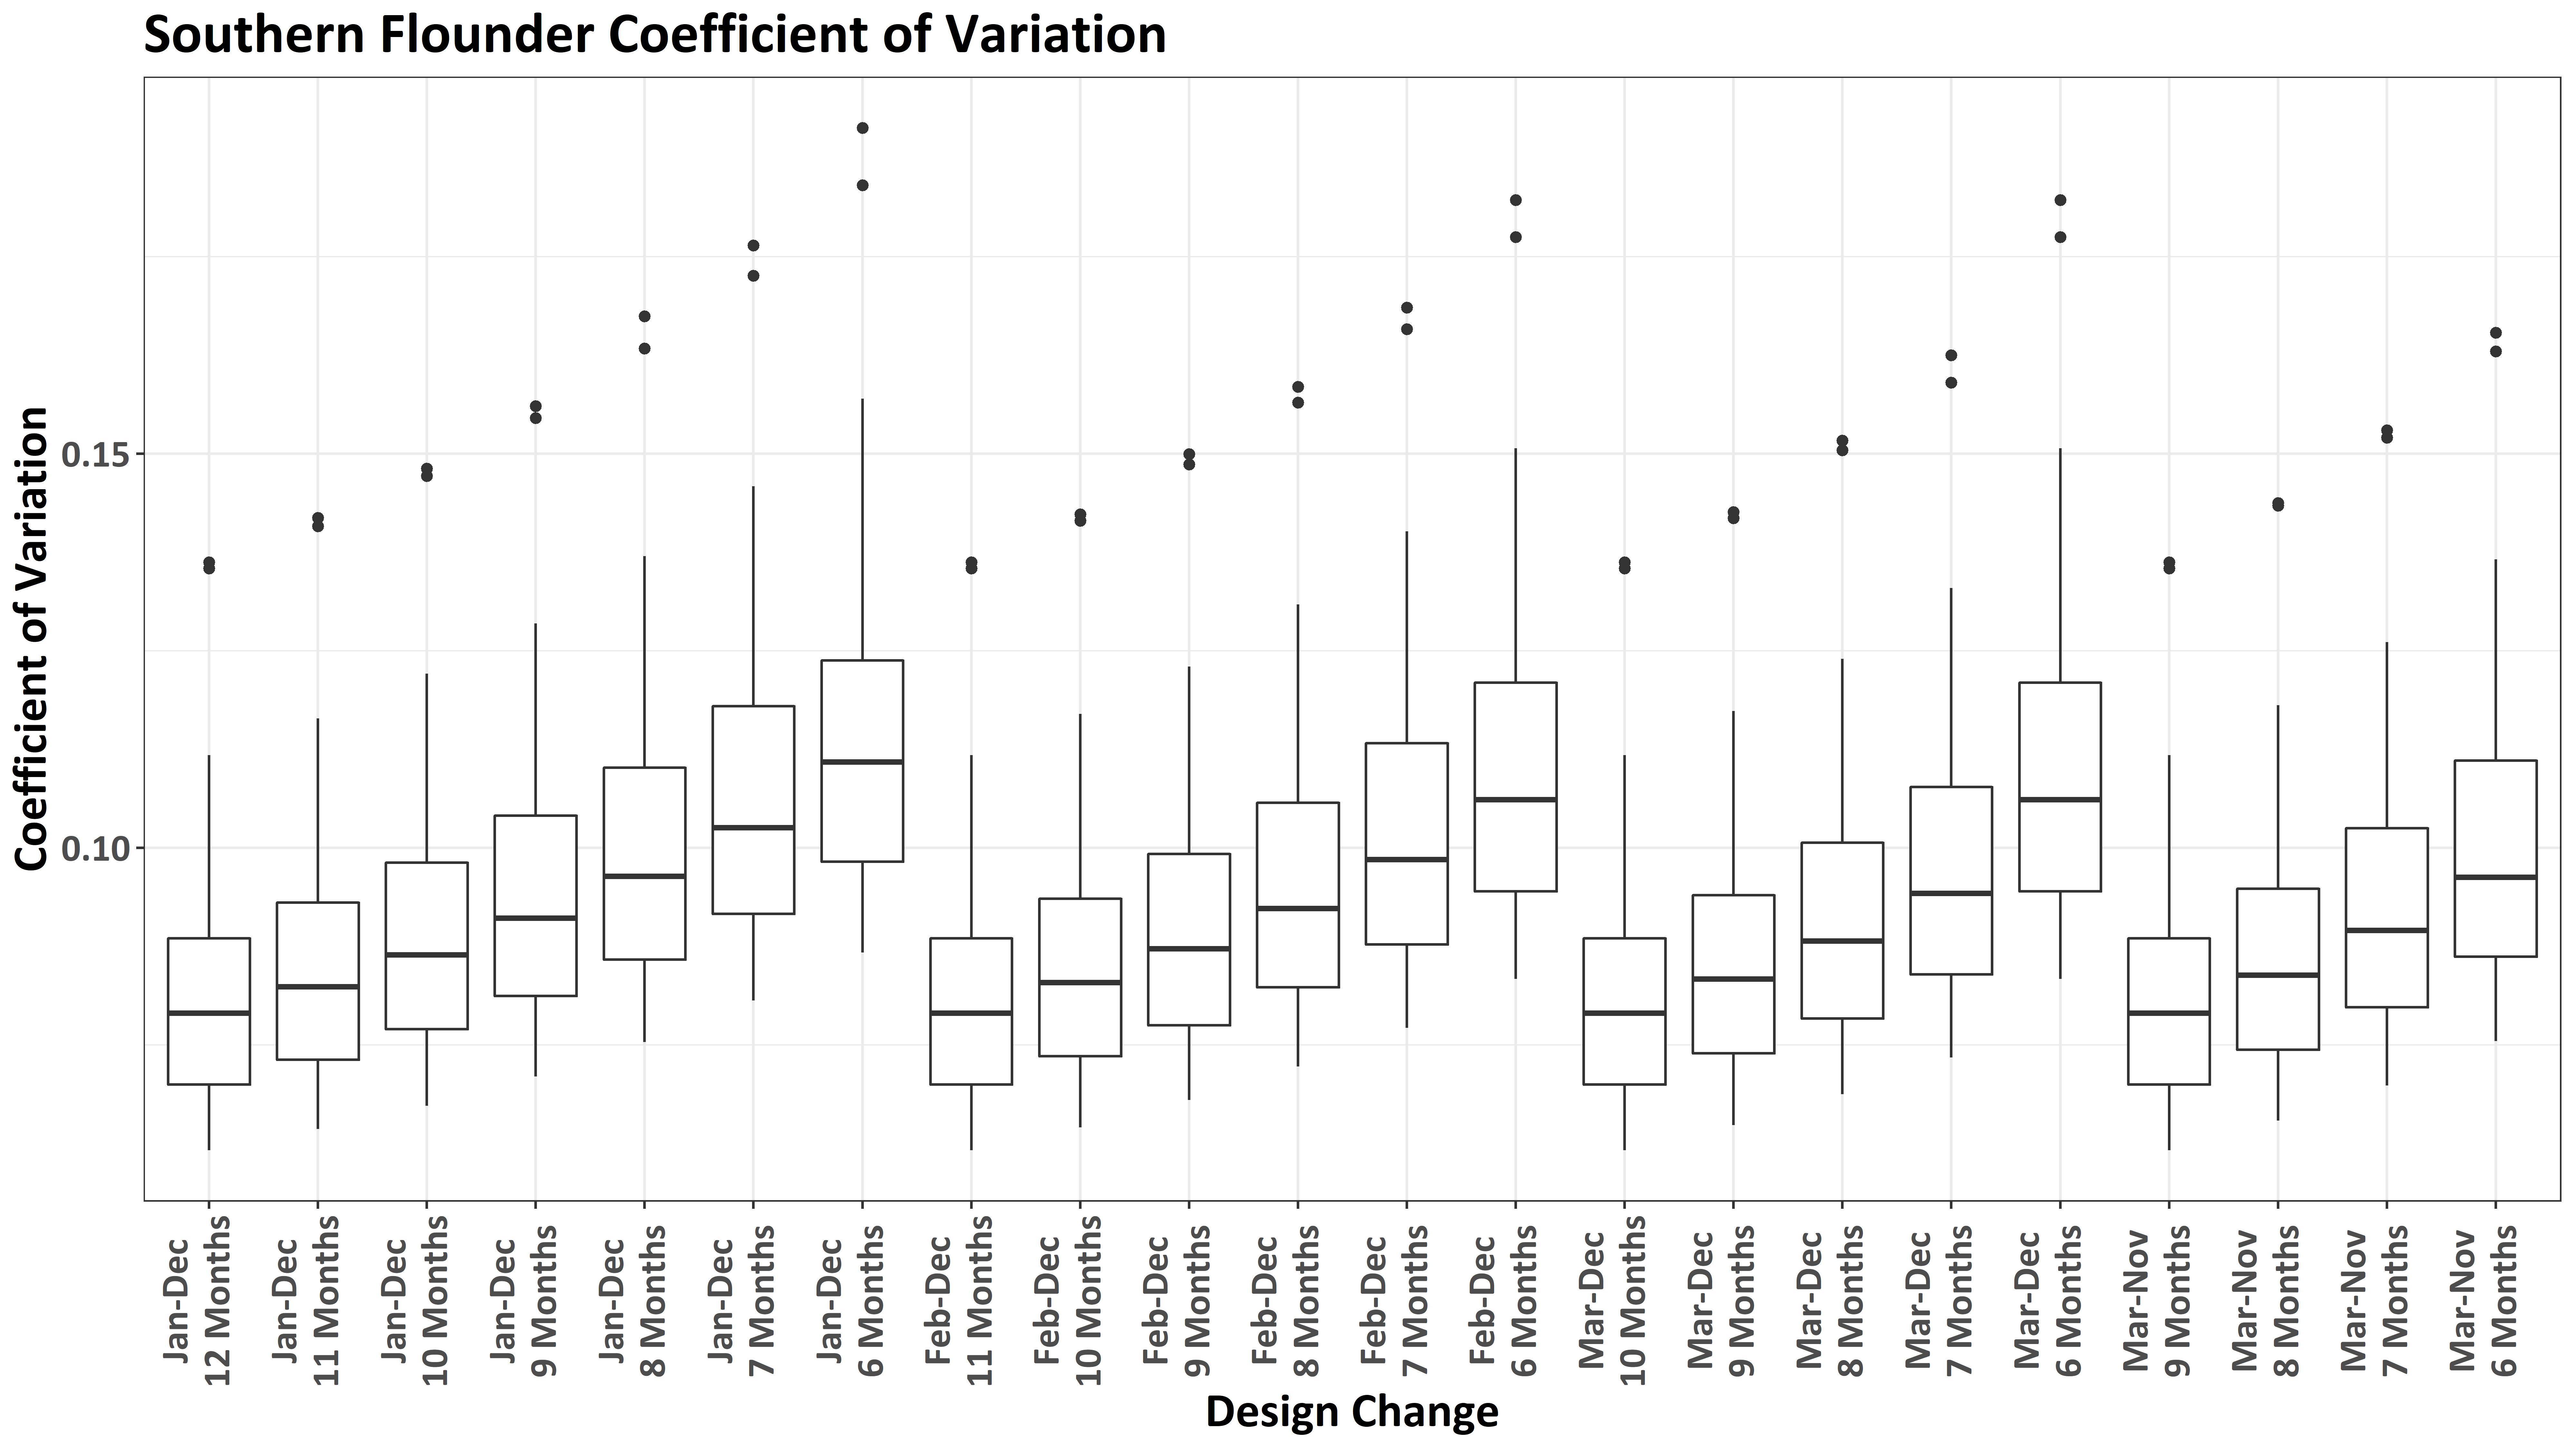 Southern Flounder Coefficient of Variation
Coefficient of Variation
0.15
0.10
Jan-Dec
12 Months
Jan-Dec
11 Months
Jan-Dec
10 Months
Jan-Dec
9 Months
Jan-Dec
8 Months
Jan-Dec
7 Months
Jan-Dec
6 Months
Feb-Dec
11 Months
Feb-Dec
10 Months
Feb-Dec
9 Months
Feb-Dec
8 Months
Feb-Dec
7 Months
Feb-Dec
6 Months
Mar-Dec
10 Months
Mar-Dec
9 Months
Mar-Dec
8 Months
Mar-Dec
7 Months
Mar-Dec
6 Months
Mar-Nov
9 Months
Mar-Nov
8 Months
Mar-Nov
7 Months
Mar-Nov
6 Months
Design Change